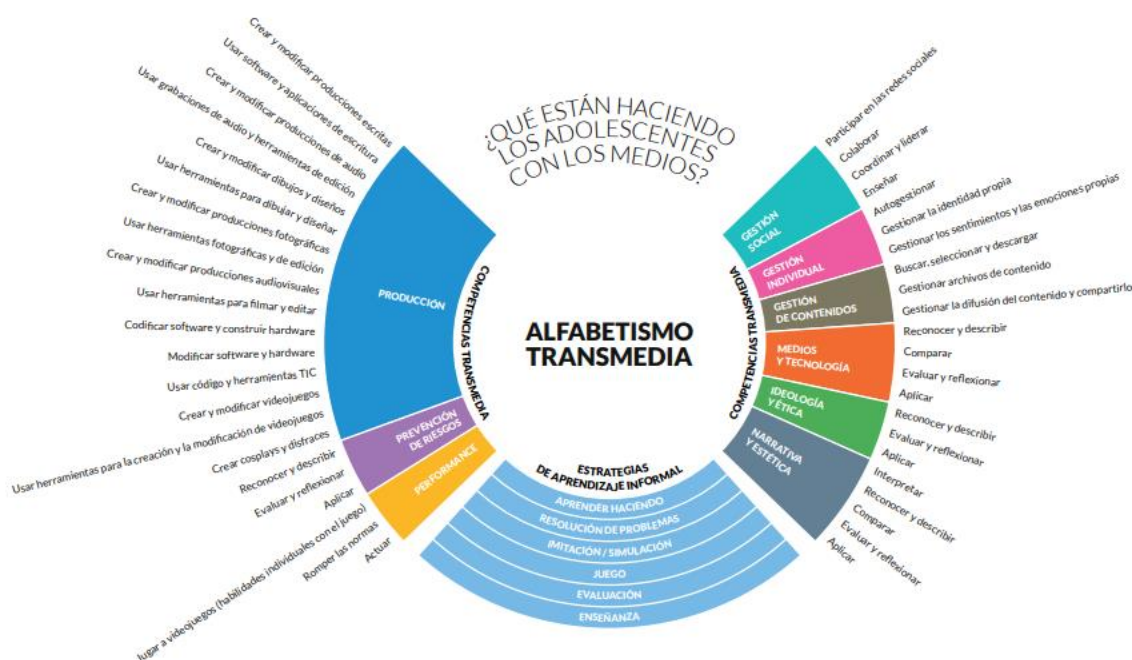 ¿QUÉ ESTÁN HACIENDO
LOS ADOLESCENTES
CON LOS MEDIOS?
ALFABETISMO
TRANSMEDIA
COMPETENCIAS TRANSMEDIA
PRODUCCIÓN
Crear y modificar producciones escritas
Usar software y aplicaciones de escritura
Crear y modificar producciones de audio
Usar grabaciones de audio y herramientas de edición
Crear y modificar dibujos y diseños
Usar herramientas para dibujar y diseñar
Crear y modificar producciones fotográficas
Usar herramientas fotográficas y de edición
Crear y modificar producciones audiovisuales
Usar herramientas para filmar y editar
Codificar software y construir hardware
Modificar software y hardware
Usar código y herramientas TIC
Crear y modificar videojuegos
Usar herramientas para la creación y la modificación de videojuegos
Crear cosplays y disfraces
PREVENCIÓN
DE RIESGOS
Reconocer y describir
Evaluar y reflexionar
Aplicar
PERFORMANCE
Jugar a videojuegos (habilidades individuales con el juego)
Romper las normas
Actuar
COMPETENCIAS TRANSMEDIA
GESTIÓN
SOCIAL
Participar en las redes sociales
Colaborar
Coordinar y liderar
Enseñar
GESTIÓN
INDIVIDUAL
Autogestionar
Gestionar la identidad propia
Gestionar los sentimientos y las emociones propias
GESTIÓN
DE CONTENIDOS
Buscar, seleccionar y descargar
Gestionar archivos de contenido
Gestionar la difusión del contenido y compartirlo
MEDIOS
Y TECNOLOGÍA
Reconocer y describir
Comparar
Evaluar y reflexionar
Aplicar
IDEOLOGÍA
Y ÉTICA
Reconocer y describir
Evaluar y reflexionar
Aplicar
NARRATIVA
Y ESTÉTICA
Interpretar
Reconocer y describir
Comparar
Evaluar y reflexionar
Aplicar
ESTRATEGIAS
DE APRENDIZAJE INFORMAL
APRENDER HACIENDO
RESOLUCIÓN DE PROBLEMAS
IMITACIÓN / SIMULACIÓN
JUEGO
EVALUACIÓN
ENSEÑANZA